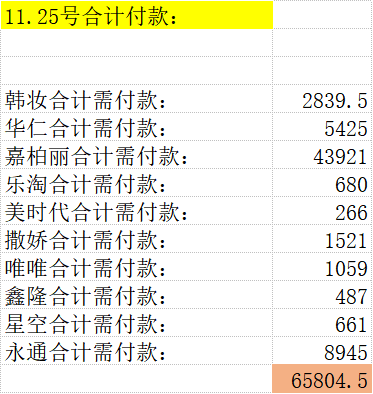 11.25号合计付款：
韩妆合计需付款： 2839.5
华仁合计需付款： 5425
嘉柏丽合计需付款： 43921
乐淘合计需付款： 680
美时代合计需付款： 266
撒娇合计需付款： 1521
唯唯合计需付款： 1059
鑫隆合计需付款： 487
星空合计需付款： 661
永通合计需付款： 8945
65804.5